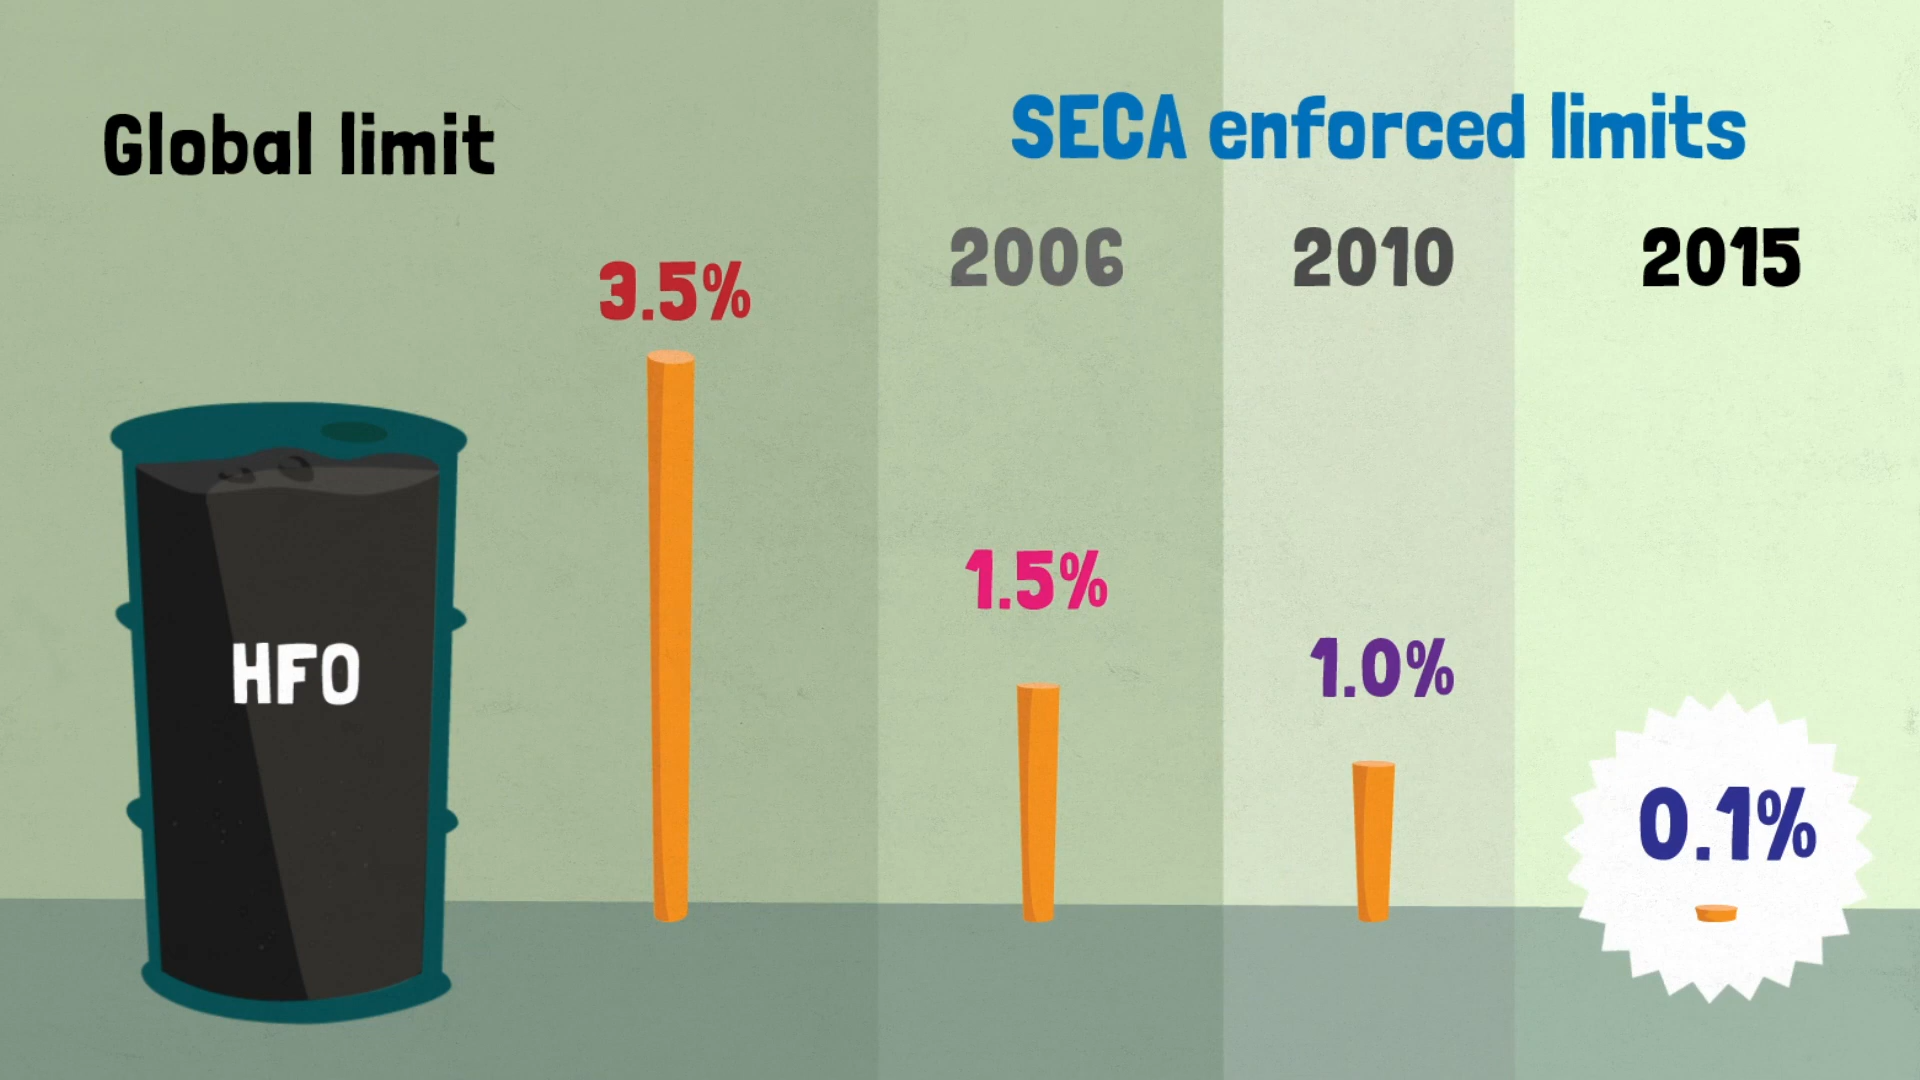 Global limit
SECA enforced limits
2006
2010
2015
3.5%
1.5%
1.0%
0.1%
HFO